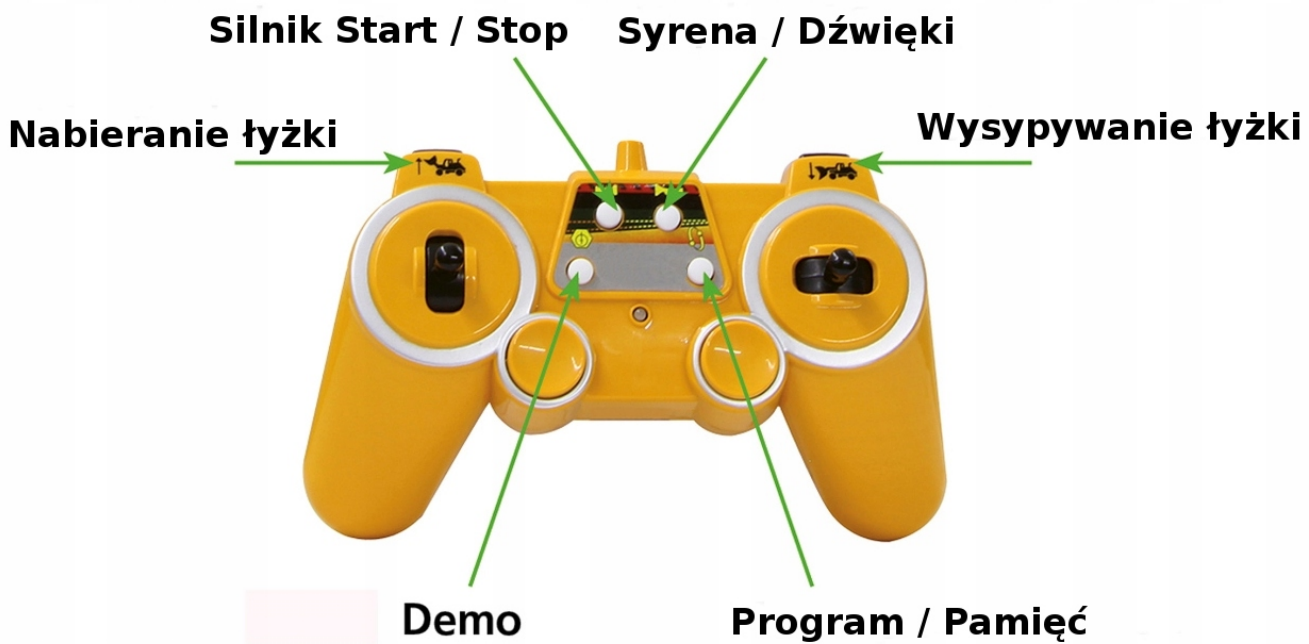 Silnik Start / Stop
Syrena / Dźwięki
Nabieranie łyżki
Wysypywanie łyżki
Demo
Program / Pamięć